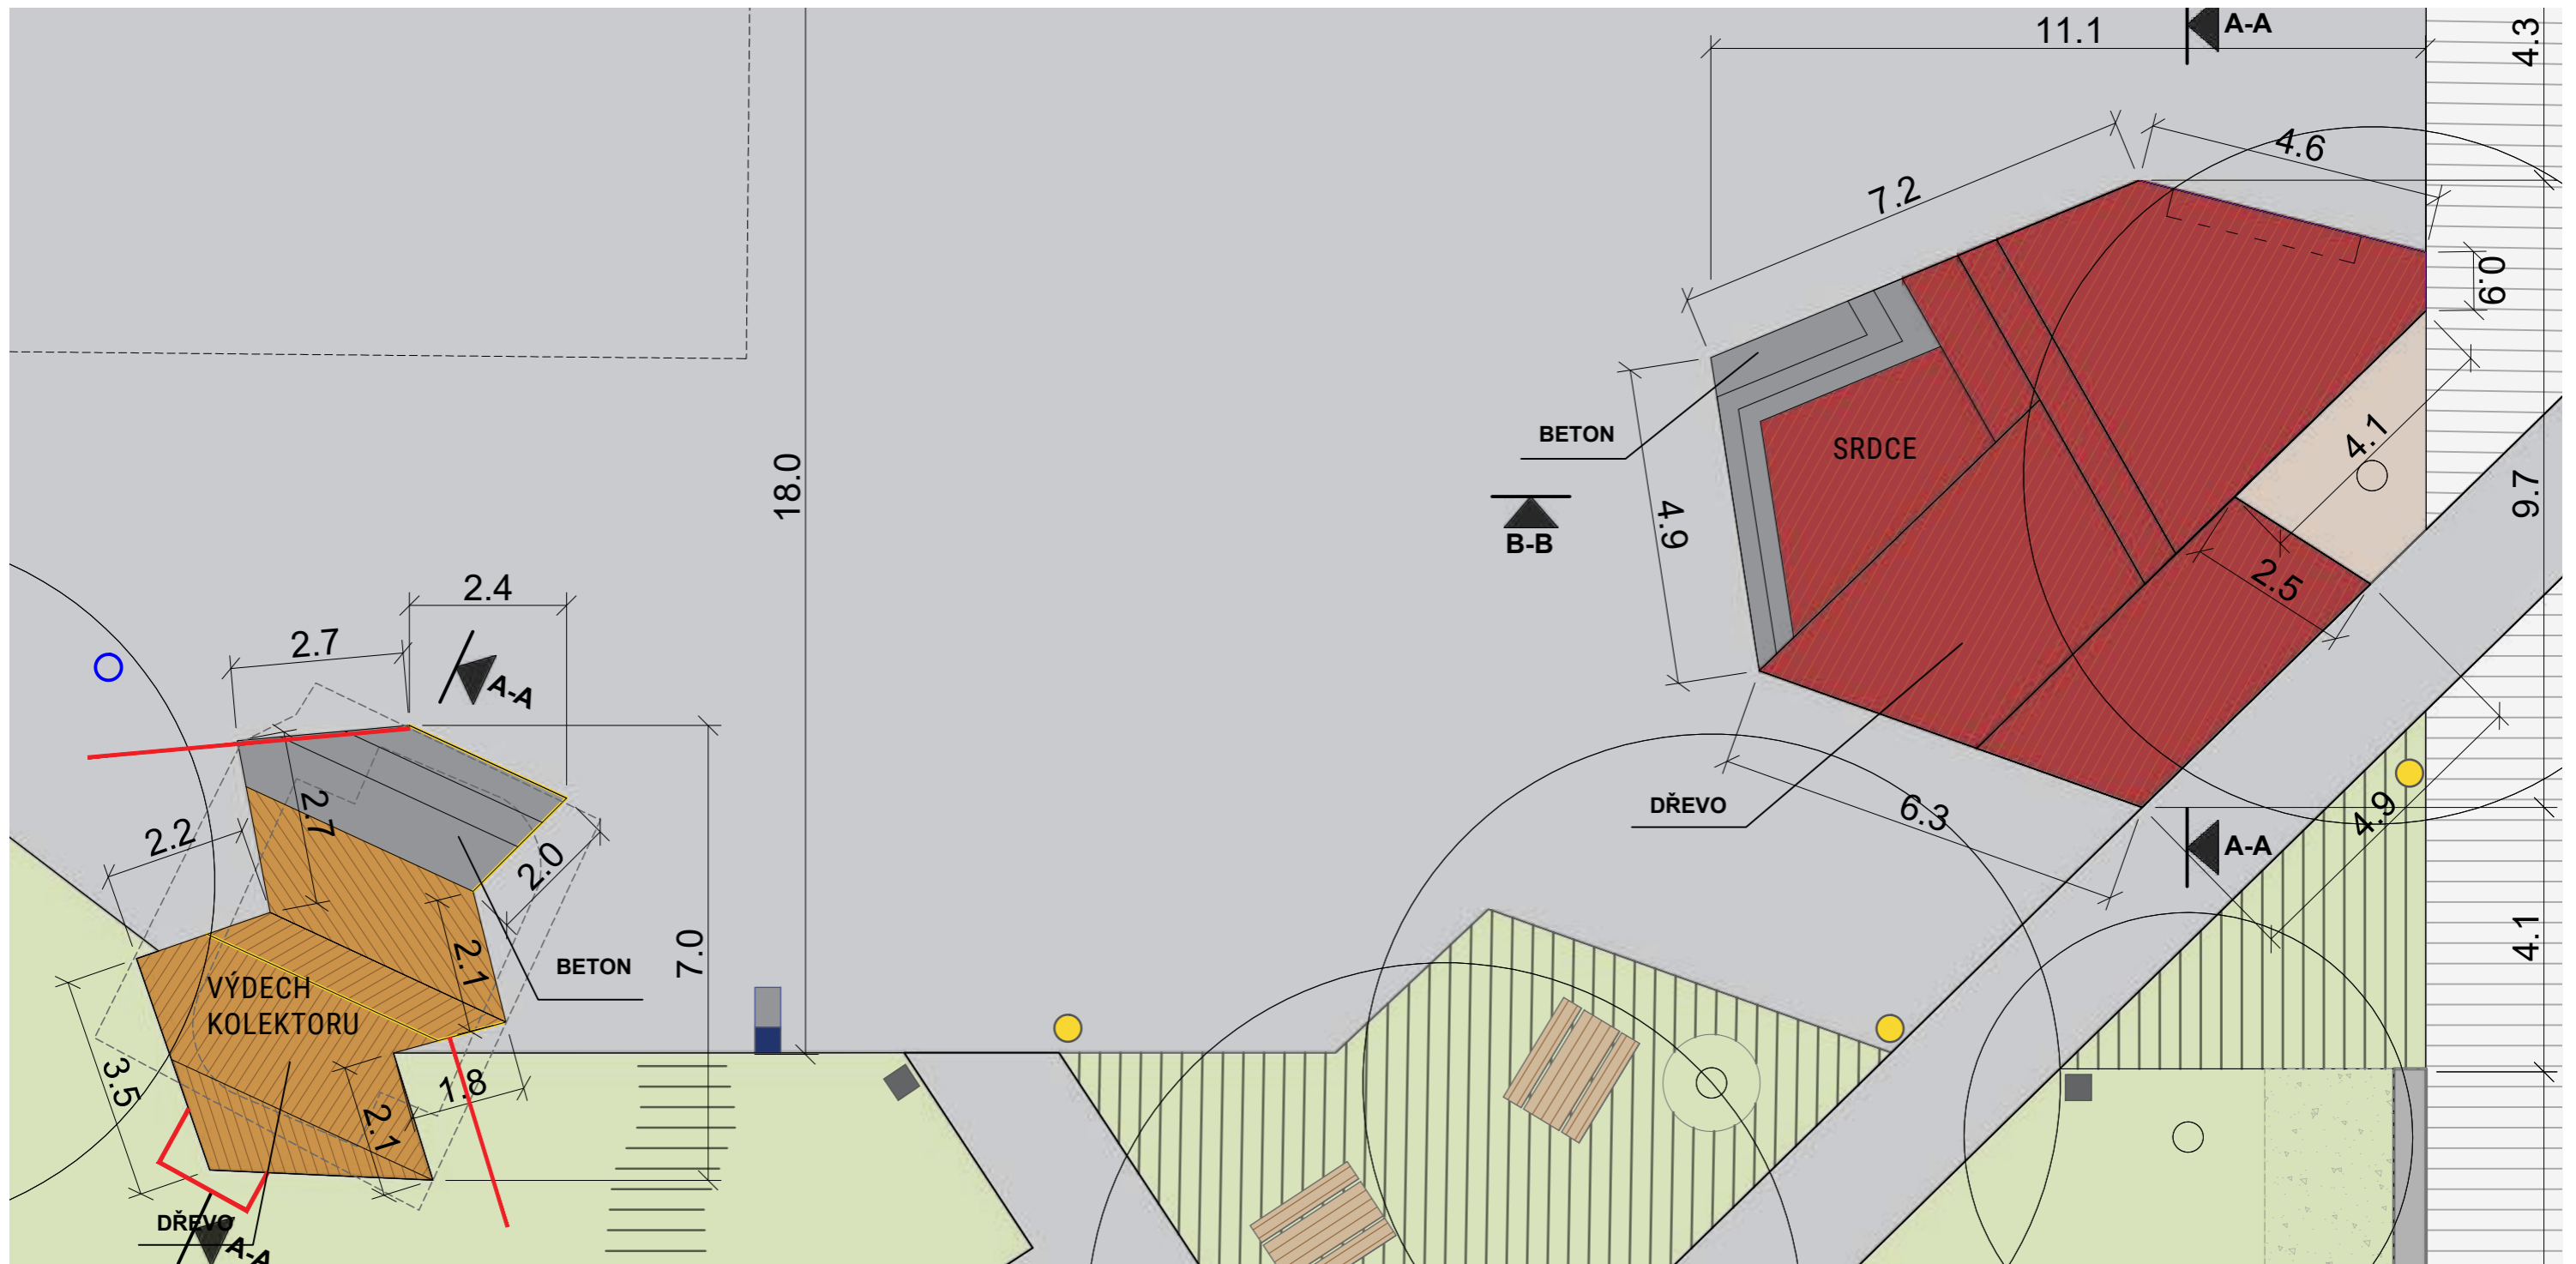 11.1
A-A
4.3
4.6
7.2
0.9
4.1
BETON
SRDCE
18.0
9.7
4.9
B-B
2.5
2.4
2.7
A-A
DŘEVO
6.3
4.9
A-A
2.7
2.2
2.0
2.1
7.0
BETON
4.1
VÝDECH
KOLEKTORU
3.5
1.8
2.1
DŘEVO
A-A